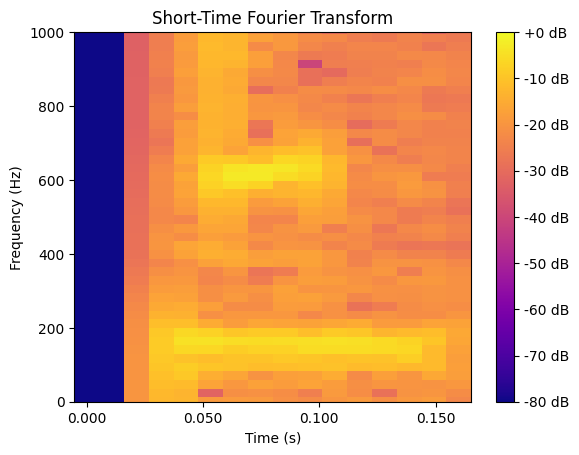 Short-Time Fourier Transform
1000
800
600
400
200
0
Frequency (Hz)
0.000
0.050
0.100
0.150
Time (s)
+0 dB
-10 dB
-20 dB
-30 dB
-40 dB
-50 dB
-60 dB
-70 dB
-80 dB